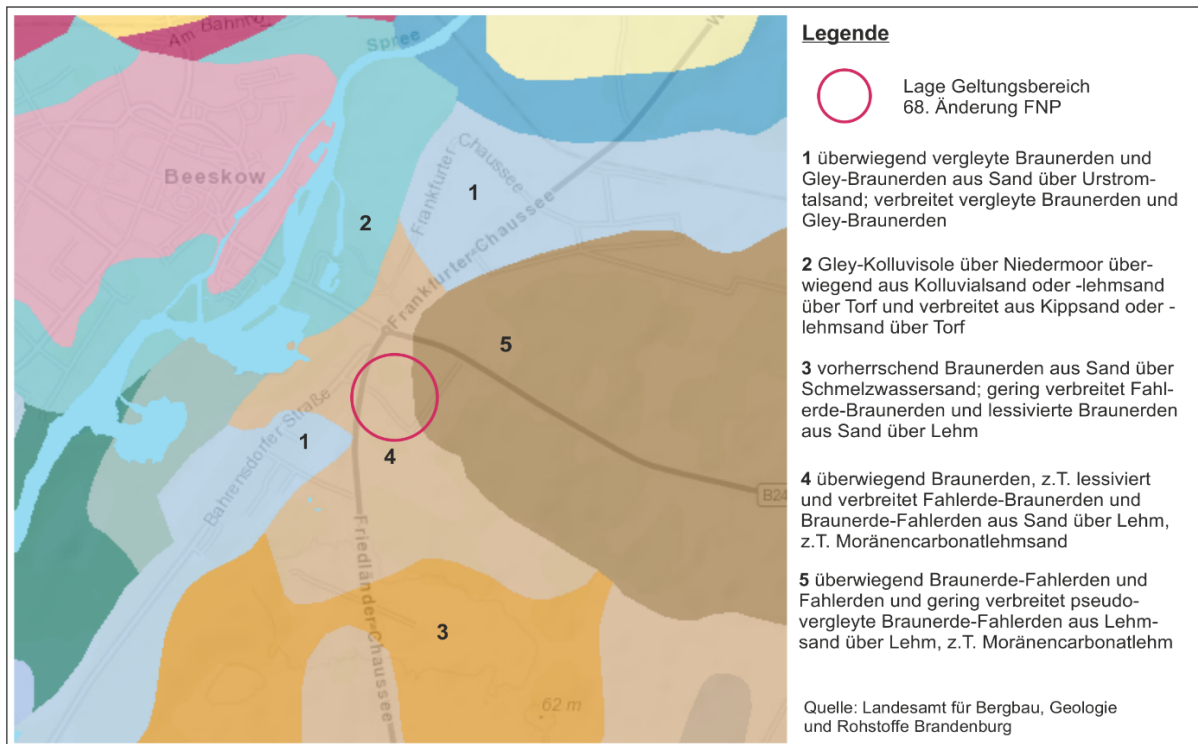 Am Bahnhof
Spree
Beeskow
Frankfurter Chaussee
Frankfurter-Chaussee
1
2
5
Bahrensdorfer Straße
1
4
B24
Friedländer-Chaussee
3
62 m
Legende
Lage Geltungsbereich
68. Änderung FNP
1 überwiegend vergleyte Braunerden und
Gley-Braunerden aus Sand über Urstrom-
talsand; verbreitet vergleyte Braunerden und
Gley-Braunerden
2 Gley-Kolluvisole über Niedermoor über-
wiegend aus Kolluvialsand oder -lehmsand
über Torf und verbreitet aus Kippsand oder -
lehmsand über Torf
3 vorherrschend Braunerden aus Sand über
Schmelzwassersand; gering verbreitet Fahl-
erde-Braunerden und lessivierte Braunerden
aus Sand über Lehm
4 überwiegend Braunerden, z.T. lessiviert
und verbreitet Fahlerde-Braunerden und
Braunerde-Fahlerden aus Sand über Lehm,
z.T. Moränencarbonatlehmsand
5 überwiegend Braunerde-Fahlerden und
Fahlerden und gering verbreitet pseudo-
vergleyte Braunerde-Fahlerden aus Lehm-
sand über Lehm, z.T. Moränencarbonatlehm
Quelle: Landesamt für Bergbau, Geologie
und Rohstoffe Brandenburg